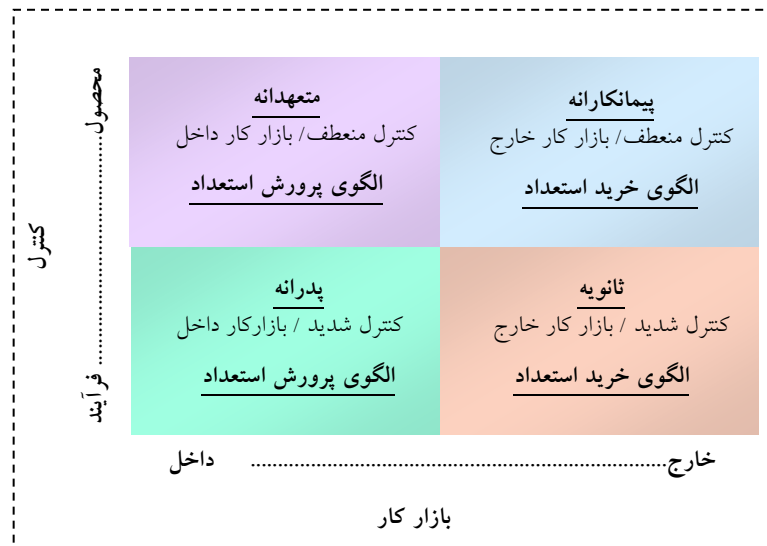 پیمانکارانه
کنترل منعطف/ بازار کار خارج
الگوی خرید استعداد
متعهدانه
کنترل منعطف/ بازار کار داخل
الگوی پرورش استعداد
ثانویه
کنترل شدید / بازار کار خارج
الگوی خرید استعداد
پدرانه
کنترل شدید / بازارکار داخل
الگوی پرورش استعداد
محصول............................................ فرآیند
کنترل
خارج............................................................................. داخل
بازار کار